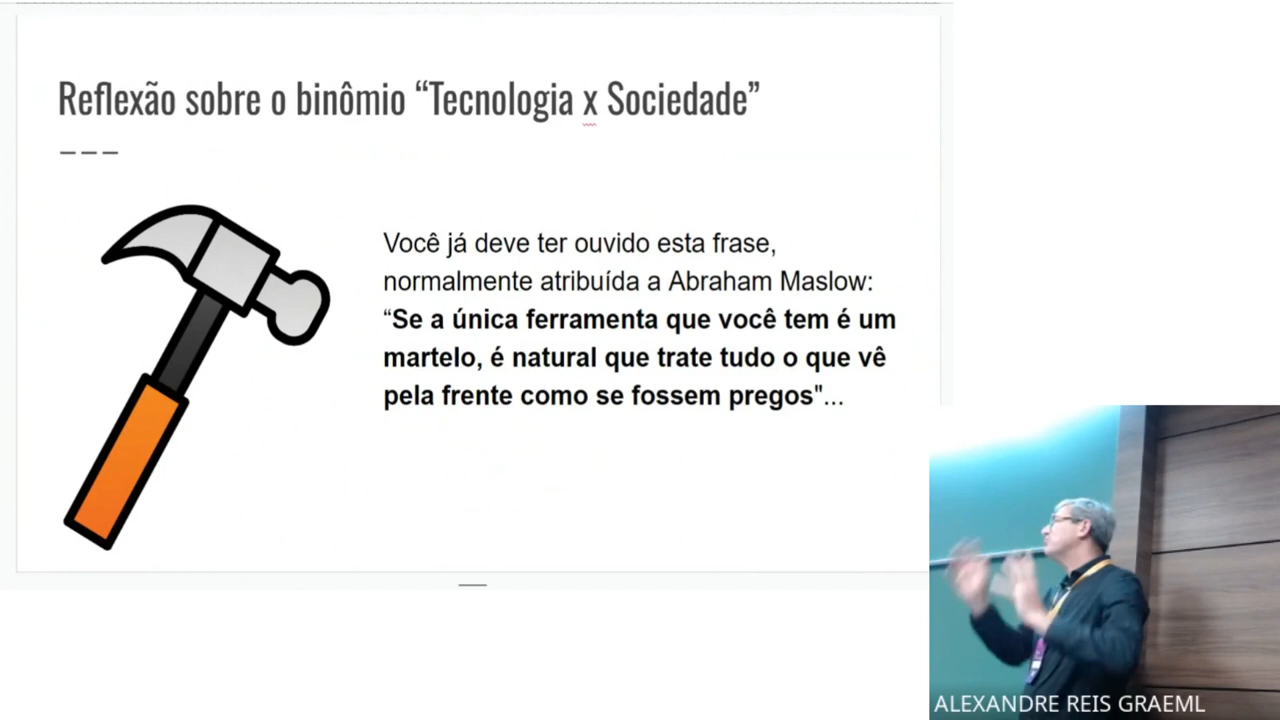 Reflexão sobre o binômio “Tecnologia x Sociedade”
Você já deve ter ouvido esta frase,
normalmente atribuída a Abraham Maslow:
“Se a única ferramenta que você tem é um
martelo, é natural que trate tudo o que vê
pela frente como se fossem pregos"...
ALEXANDRE REIS GRAEML